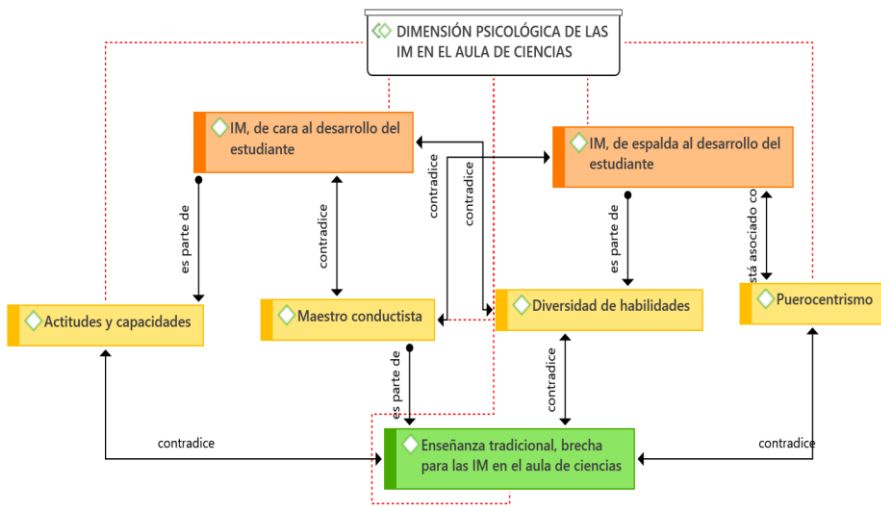 DIMENSIÓN PSICOLÓGICA DE LAS
IM EN EL AULA DE CIENCIAS
IM, de cara al desarrollo del
estudiante
IM, de espalda al desarrollo del
estudiante
contradice
contradice
es parte de
contradice
es parte de
stá asociado co
Actitudes y capacidades
Maestro conductista
Diversidad de habilidades
Puerocentrismo
es parte de
contradice
contradice
contradice
Enseñanza tradicional, brecha
para las IM en el aula de ciencias